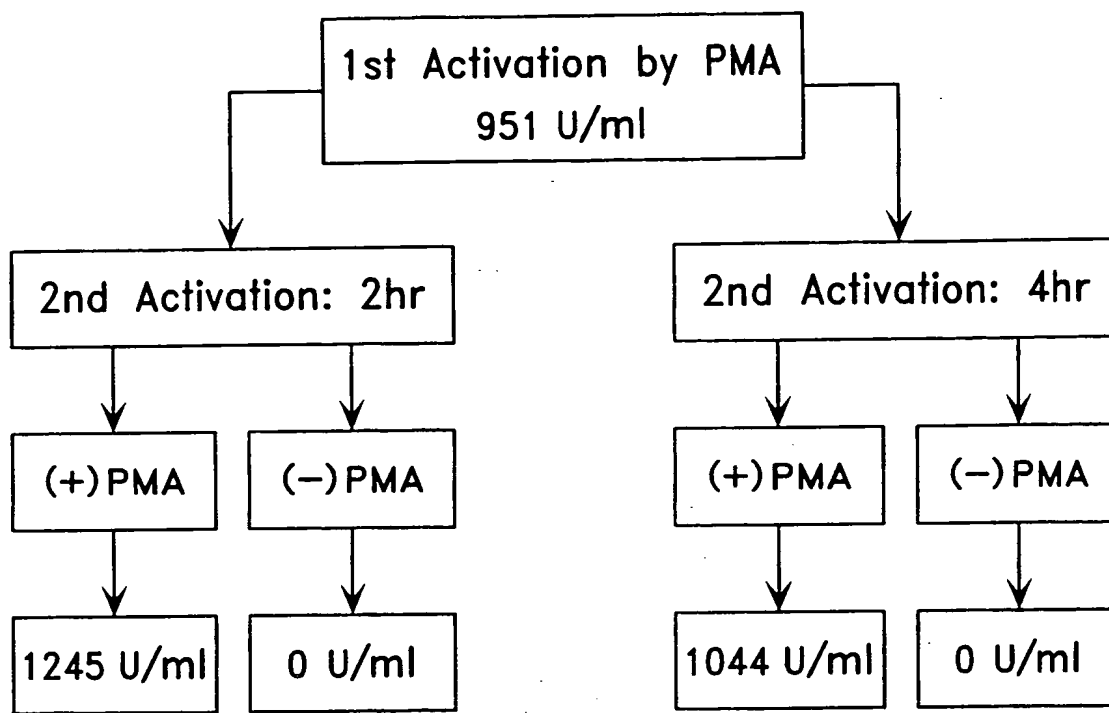 1st Activation by PMA
951 U/ml
2nd Activation: 2hr
2nd Activation: 4hr
(+)PMA
(−)PMA
(+)PMA
(−)PMA
1245 U/ml
0 U/ml
1044 U/ml
0 U/ml